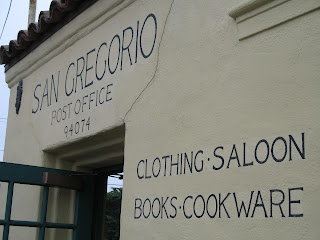 SAN GREGORIO
POST OFFICE
94074
CLOTHING·SALOON
BOOKS·COOKWARE